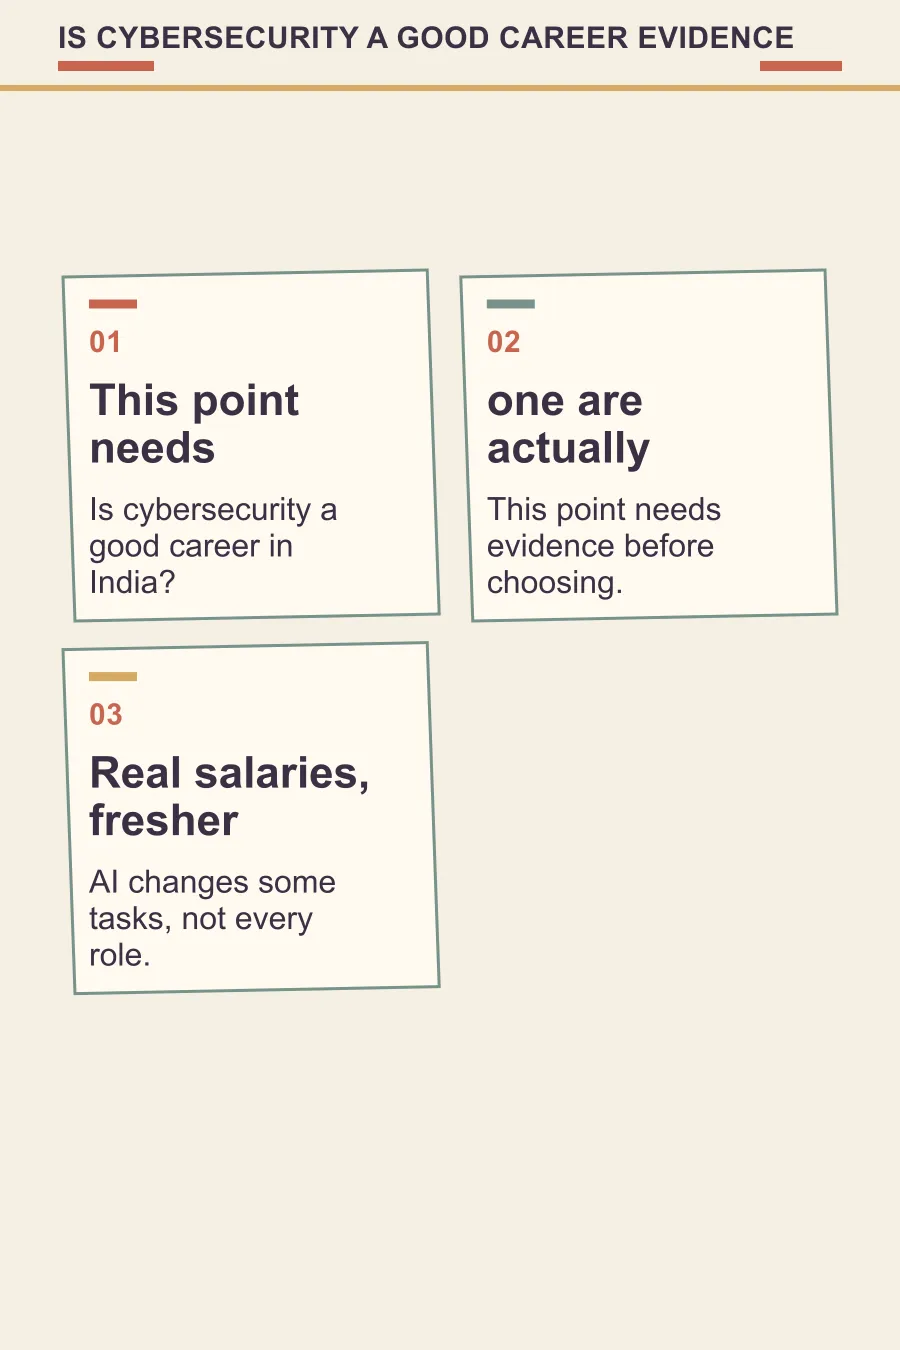 IS CYBERSECURITY A GOOD CAREER EVIDENCE
01
This point
needs
Is cybersecurity a
good career in
India?
02
one are
actually
This point needs
evidence before
choosing.
03
Real salaries,
fresher
AI changes some
tasks, not every
role.